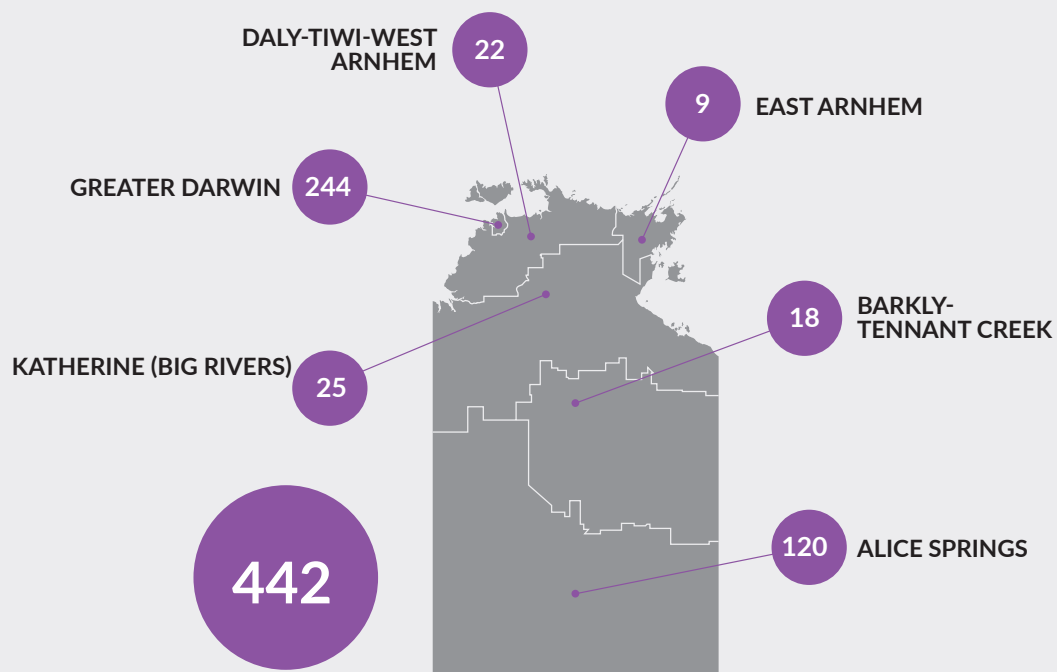 DALY-TIWI-WEST
ARNHEM
22
9
EAST ARNHEM
GREATER DARWIN
244
18
BARKLY-
TENNANT CREEK
KATHERINE (BIG RIVERS)
25
442
120
ALICE SPRINGS